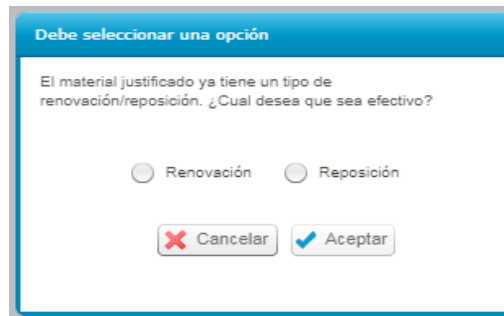 Debe seleccionar una opción
El material justificado ya tiene un tipo de
renovación/reposición. ¿Cual desea que sea efectivo?
Renovación Reposición
Cancelar Aceptar